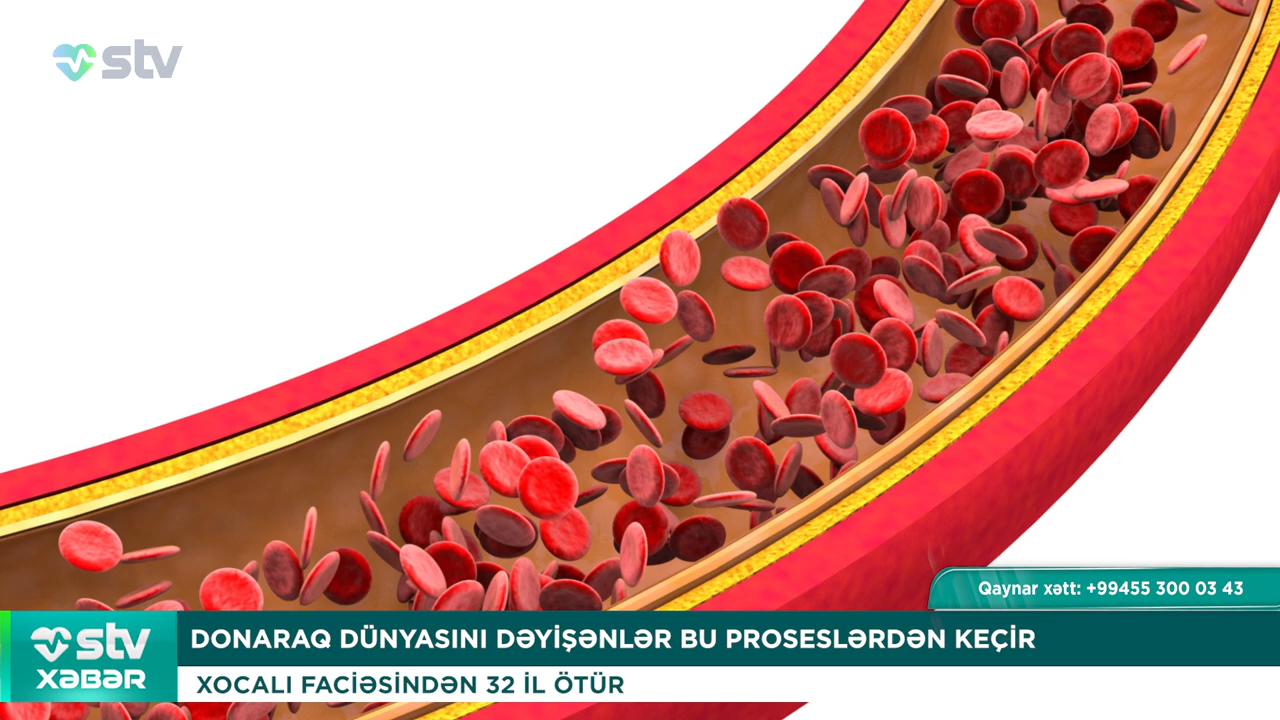 stv
Qaynar xətt: +99455 300 03 43
stv
XƏBƏR
DONARAQ DÜNYASINI DƏYİŞƏNLƏR BU PROSESLƏRDƏN KEÇİR
XOCALI FACİƏSİNDƏN 32 İL ÖTÜR